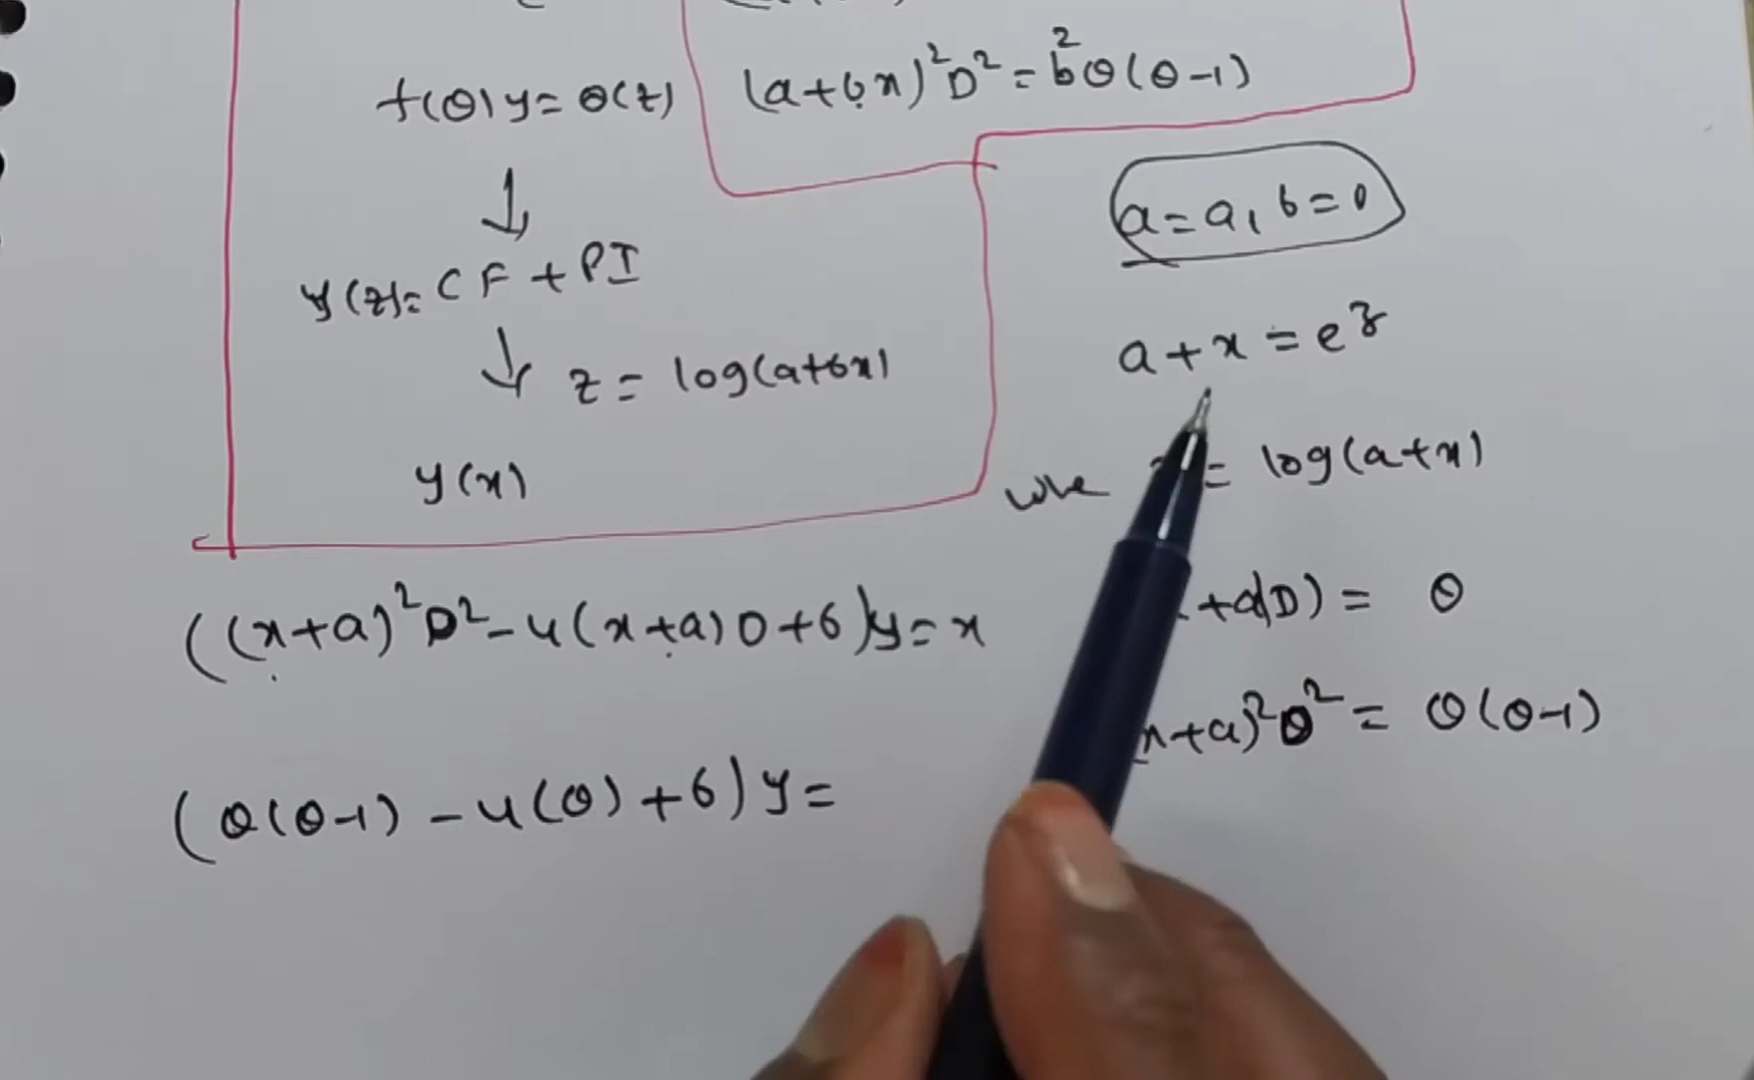 f(θ)y = θ(z)
(a+bx)²D² = b²θ(θ-1)
↓
y(z) = CF + PI
↓ z = log(a+bx)
y(x)
a = a, b = 0
a + x = e^z
= log(a+x)
((x+a)²D² - 4(x+a)D + 6)y = x
+a)D) = θ
x+a)²D² = θ(θ-1)
(θ(θ-1) - 4(θ) + 6)y =